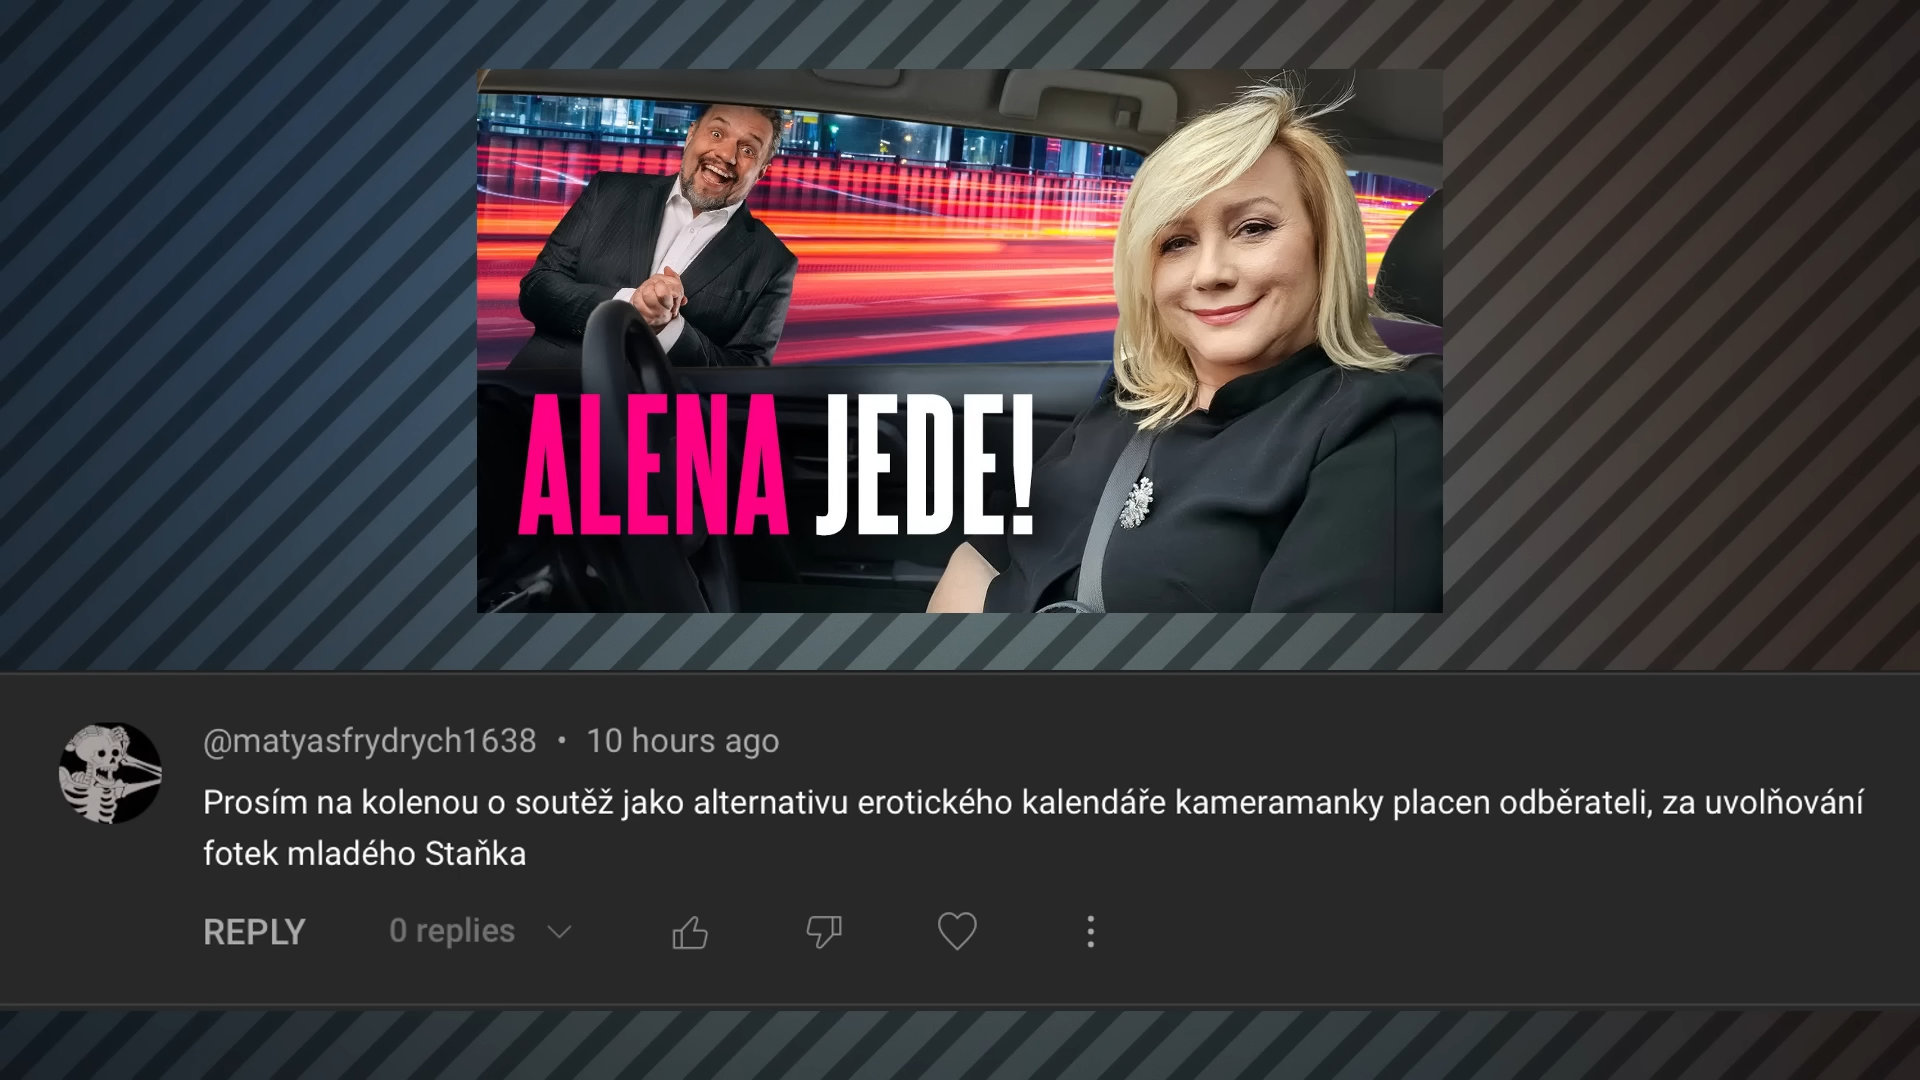 ALENA JEDE!
@matyasfrydrych1638 • 10 hours ago
Prosím na kolenou o soutěž jako alternativu erotického kalendáře kameramanky placen odběrateli, za uvolňování
fotek mladého Staňka
REPLY 0 replies